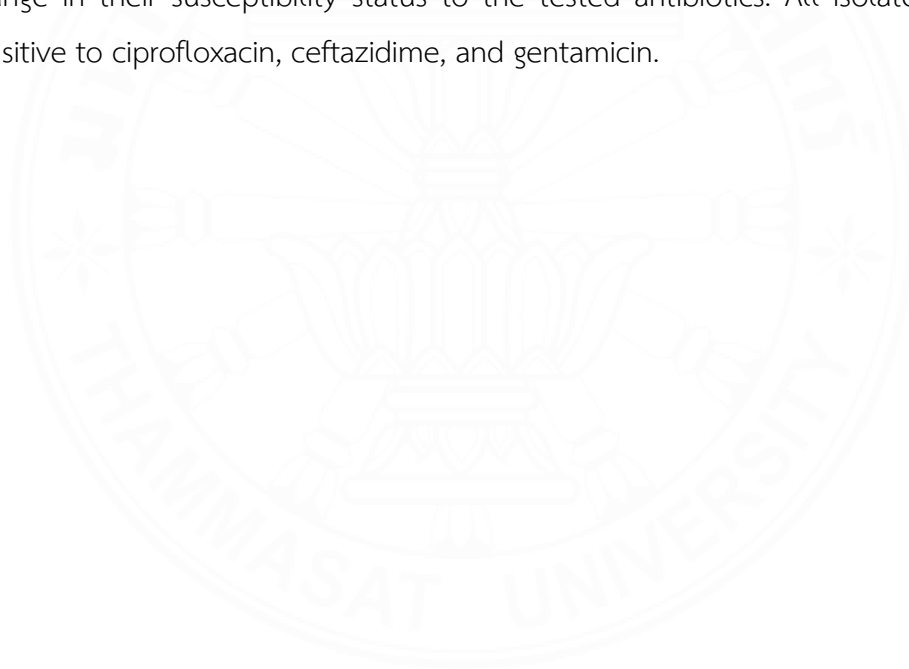 nge in their susceptibility status to the tested antibiotics. All isolate
sitive to ciprofloxacin, ceftazidime, and gentamicin.
THAMMASAT UNIVERSITY